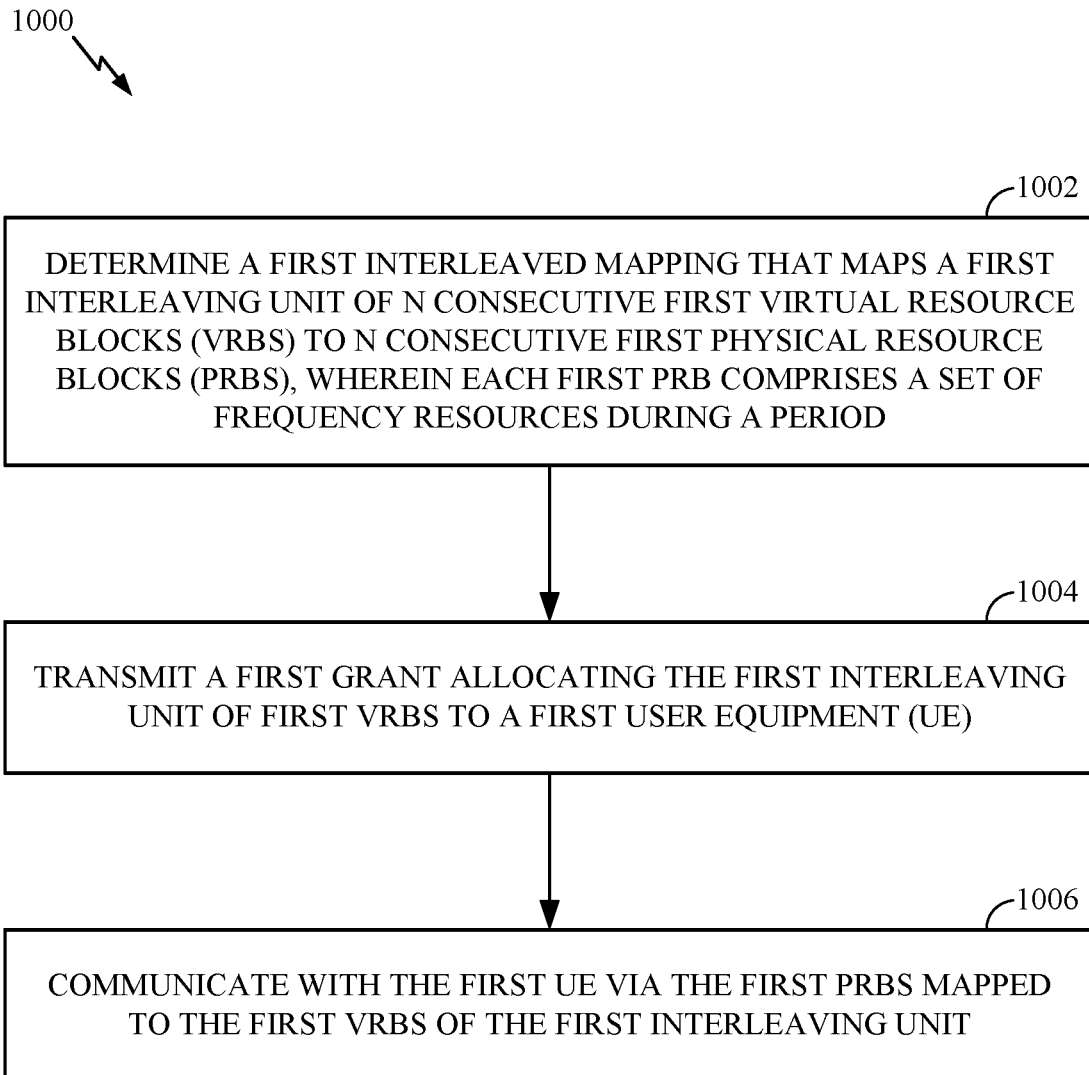 1000
1002
DETERMINE A FIRST INTERLEAVED MAPPING THAT MAPS A FIRST
INTERLEAVING UNIT OF N CONSECUTIVE FIRST VIRTUAL RESOURCE
BLOCKS (VRBS) TO N CONSECUTIVE FIRST PHYSICAL RESOURCE
BLOCKS (PRBS), WHEREIN EACH FIRST PRB COMPRISES A SET OF
FREQUENCY RESOURCES DURING A PERIOD
1004
TRANSMIT A FIRST GRANT ALLOCATING THE FIRST INTERLEAVING
UNIT OF FIRST VRBS TO A FIRST USER EQUIPMENT (UE)
1006
COMMUNICATE WITH THE FIRST UE VIA THE FIRST PRBS MAPPED
TO THE FIRST VRBS OF THE FIRST INTERLEAVING UNIT